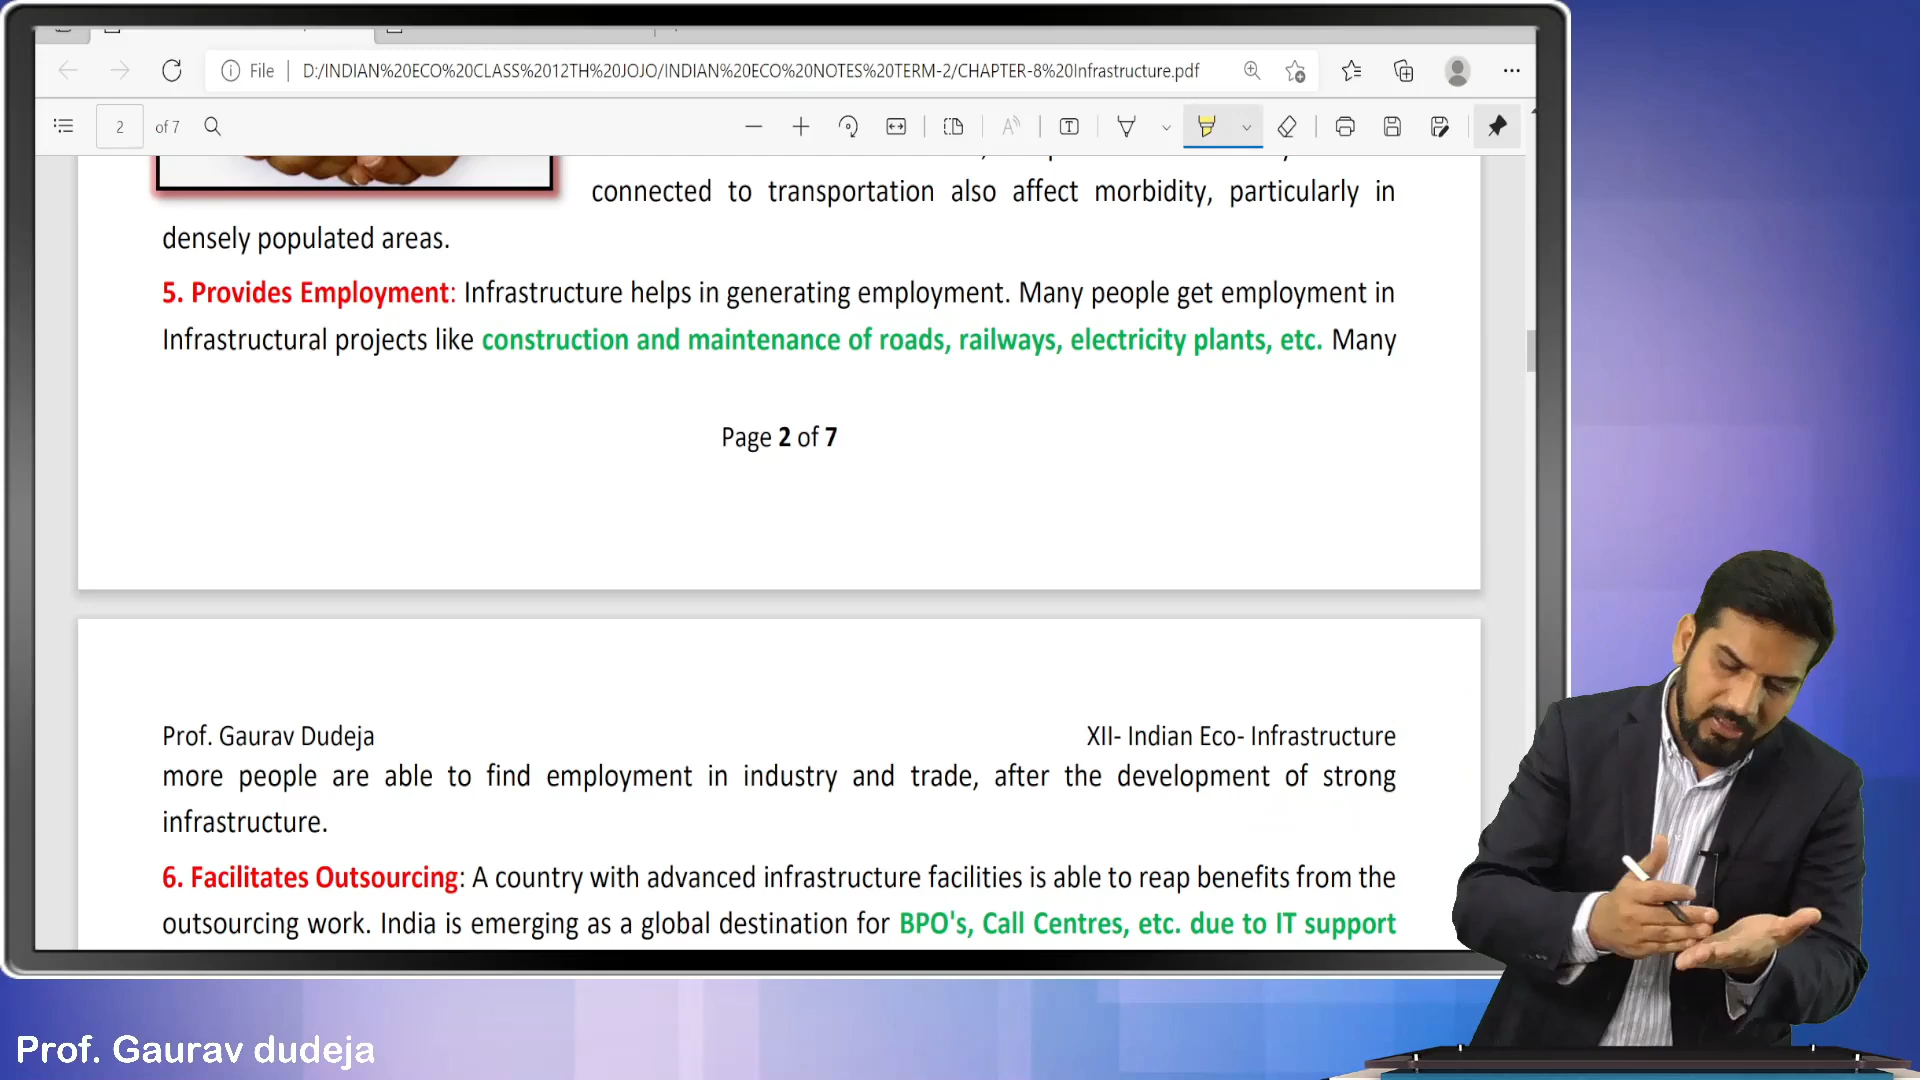 File
D:/INDIAN%20ECO%20CLASS%2012TH%20JOJO/INDIAN%20ECO%20NOTES%20TERM-2/CHAPTER-8%20Infrastructure.pdf
2 of 7
connected to transportation also affect morbidity, particularly in
densely populated areas.
5. Provides Employment: Infrastructure helps in generating employment. Many people get employment in
Infrastructural projects like construction and maintenance of roads, railways, electricity plants, etc. Many
Page 2 of 7
Prof. Gaurav Dudeja XII- Indian Eco- Infrastructure
more people are able to find employment in industry and trade, after the development of strong
infrastructure.
6. Facilitates Outsourcing: A country with advanced infrastructure facilities is able to reap benefits from the
outsourcing work. India is emerging as a global destination for BPO's, Call Centres, etc. due to IT support
Prof. Gaurav dudeja